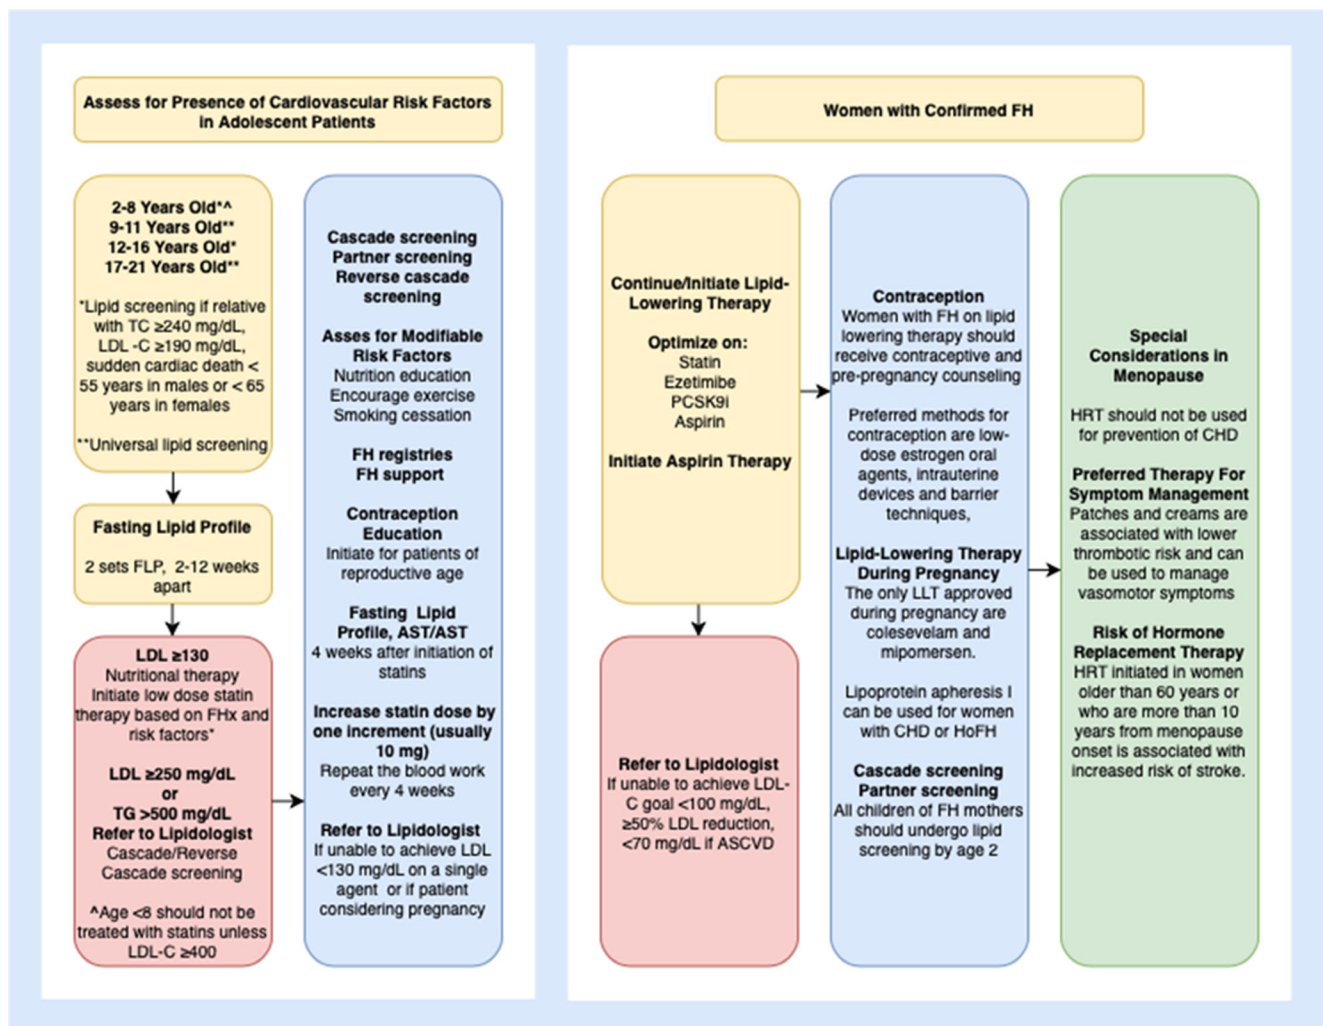 Assess for Presence of Cardiovascular Risk Factors
in Adolescent Patients
2-8 Years Old*^
9-11 Years Old**
12-16 Years Old*
17-21 Years Old**
*Lipid screening if relative
with TC ≥240 mg/dL,
LDL -C ≥190 mg/dL,
sudden cardiac death <
55 years in males or < 65
years in females
**Universal lipid screening
Fasting Lipid Profile
2 sets FLP, 2-12 weeks
apart
LDL ≥130
Nutritional therapy
Initiate low dose statin
therapy based on FHx and
risk factors*
LDL ≥250 mg/dL
or
TG >500 mg/dL
Refer to Lipidologist
Cascade/Reverse
Cascade screening
^Age <8 should not be
treated with statins unless
LDL-C ≥400
Cascade screening
Partner screening
Reverse cascade
screening
Asses for Modifiable
Risk Factors
Nutrition education
Encourage exercise
Smoking cessation
FH registries
FH support
Contraception
Education
Initiate for patients of
reproductive age
Fasting Lipid
Profile, AST/AST
4 weeks after initiation of
statins
Increase statin dose by
one increment (usually
10 mg)
Repeat the blood work
every 4 weeks
Refer to Lipidologist
If unable to achieve LDL
<130 mg/dL on a single
agent or if patient
considering pregnancy
Women with Confirmed FH
Continue/Initiate Lipid-
Lowering Therapy
Optimize on:
Statin
Ezetimibe
PCSK9i
Aspirin
Initiate Aspirin Therapy
Refer to Lipidologist
If unable to achieve LDL-
C goal <100 mg/dL,
≥50% LDL reduction,
<70 mg/dL if ASCVD
Contraception
Women with FH on lipid
lowering therapy should
receive contraceptive and
pre-pregnancy counseling
Preferred methods for
contraception are low-
dose estrogen oral
agents, intrauterine
devices and barrier
techniques,
Lipid-Lowering Therapy
During Pregnancy
The only LLT approved
during pregnancy are
colesevelam and
mipomersen.
Lipoprotein apheresis I
can be used for women
with CHD or HoFH
Cascade screening
Partner screening
All children of FH mothers
should undergo lipid
screening by age 2
Special
Considerations in
Menopause
HRT should not be used
for prevention of CHD
Preferred Therapy For
Symptom Management
Patches and creams are
associated with lower
thrombotic risk and can
be used to manage
vasomotor symptoms
Risk of Hormone
Replacement Therapy
HRT initiated in women
older than 60 years or
who are more than 10
years from menopause
onset is associated with
increased risk of stroke.